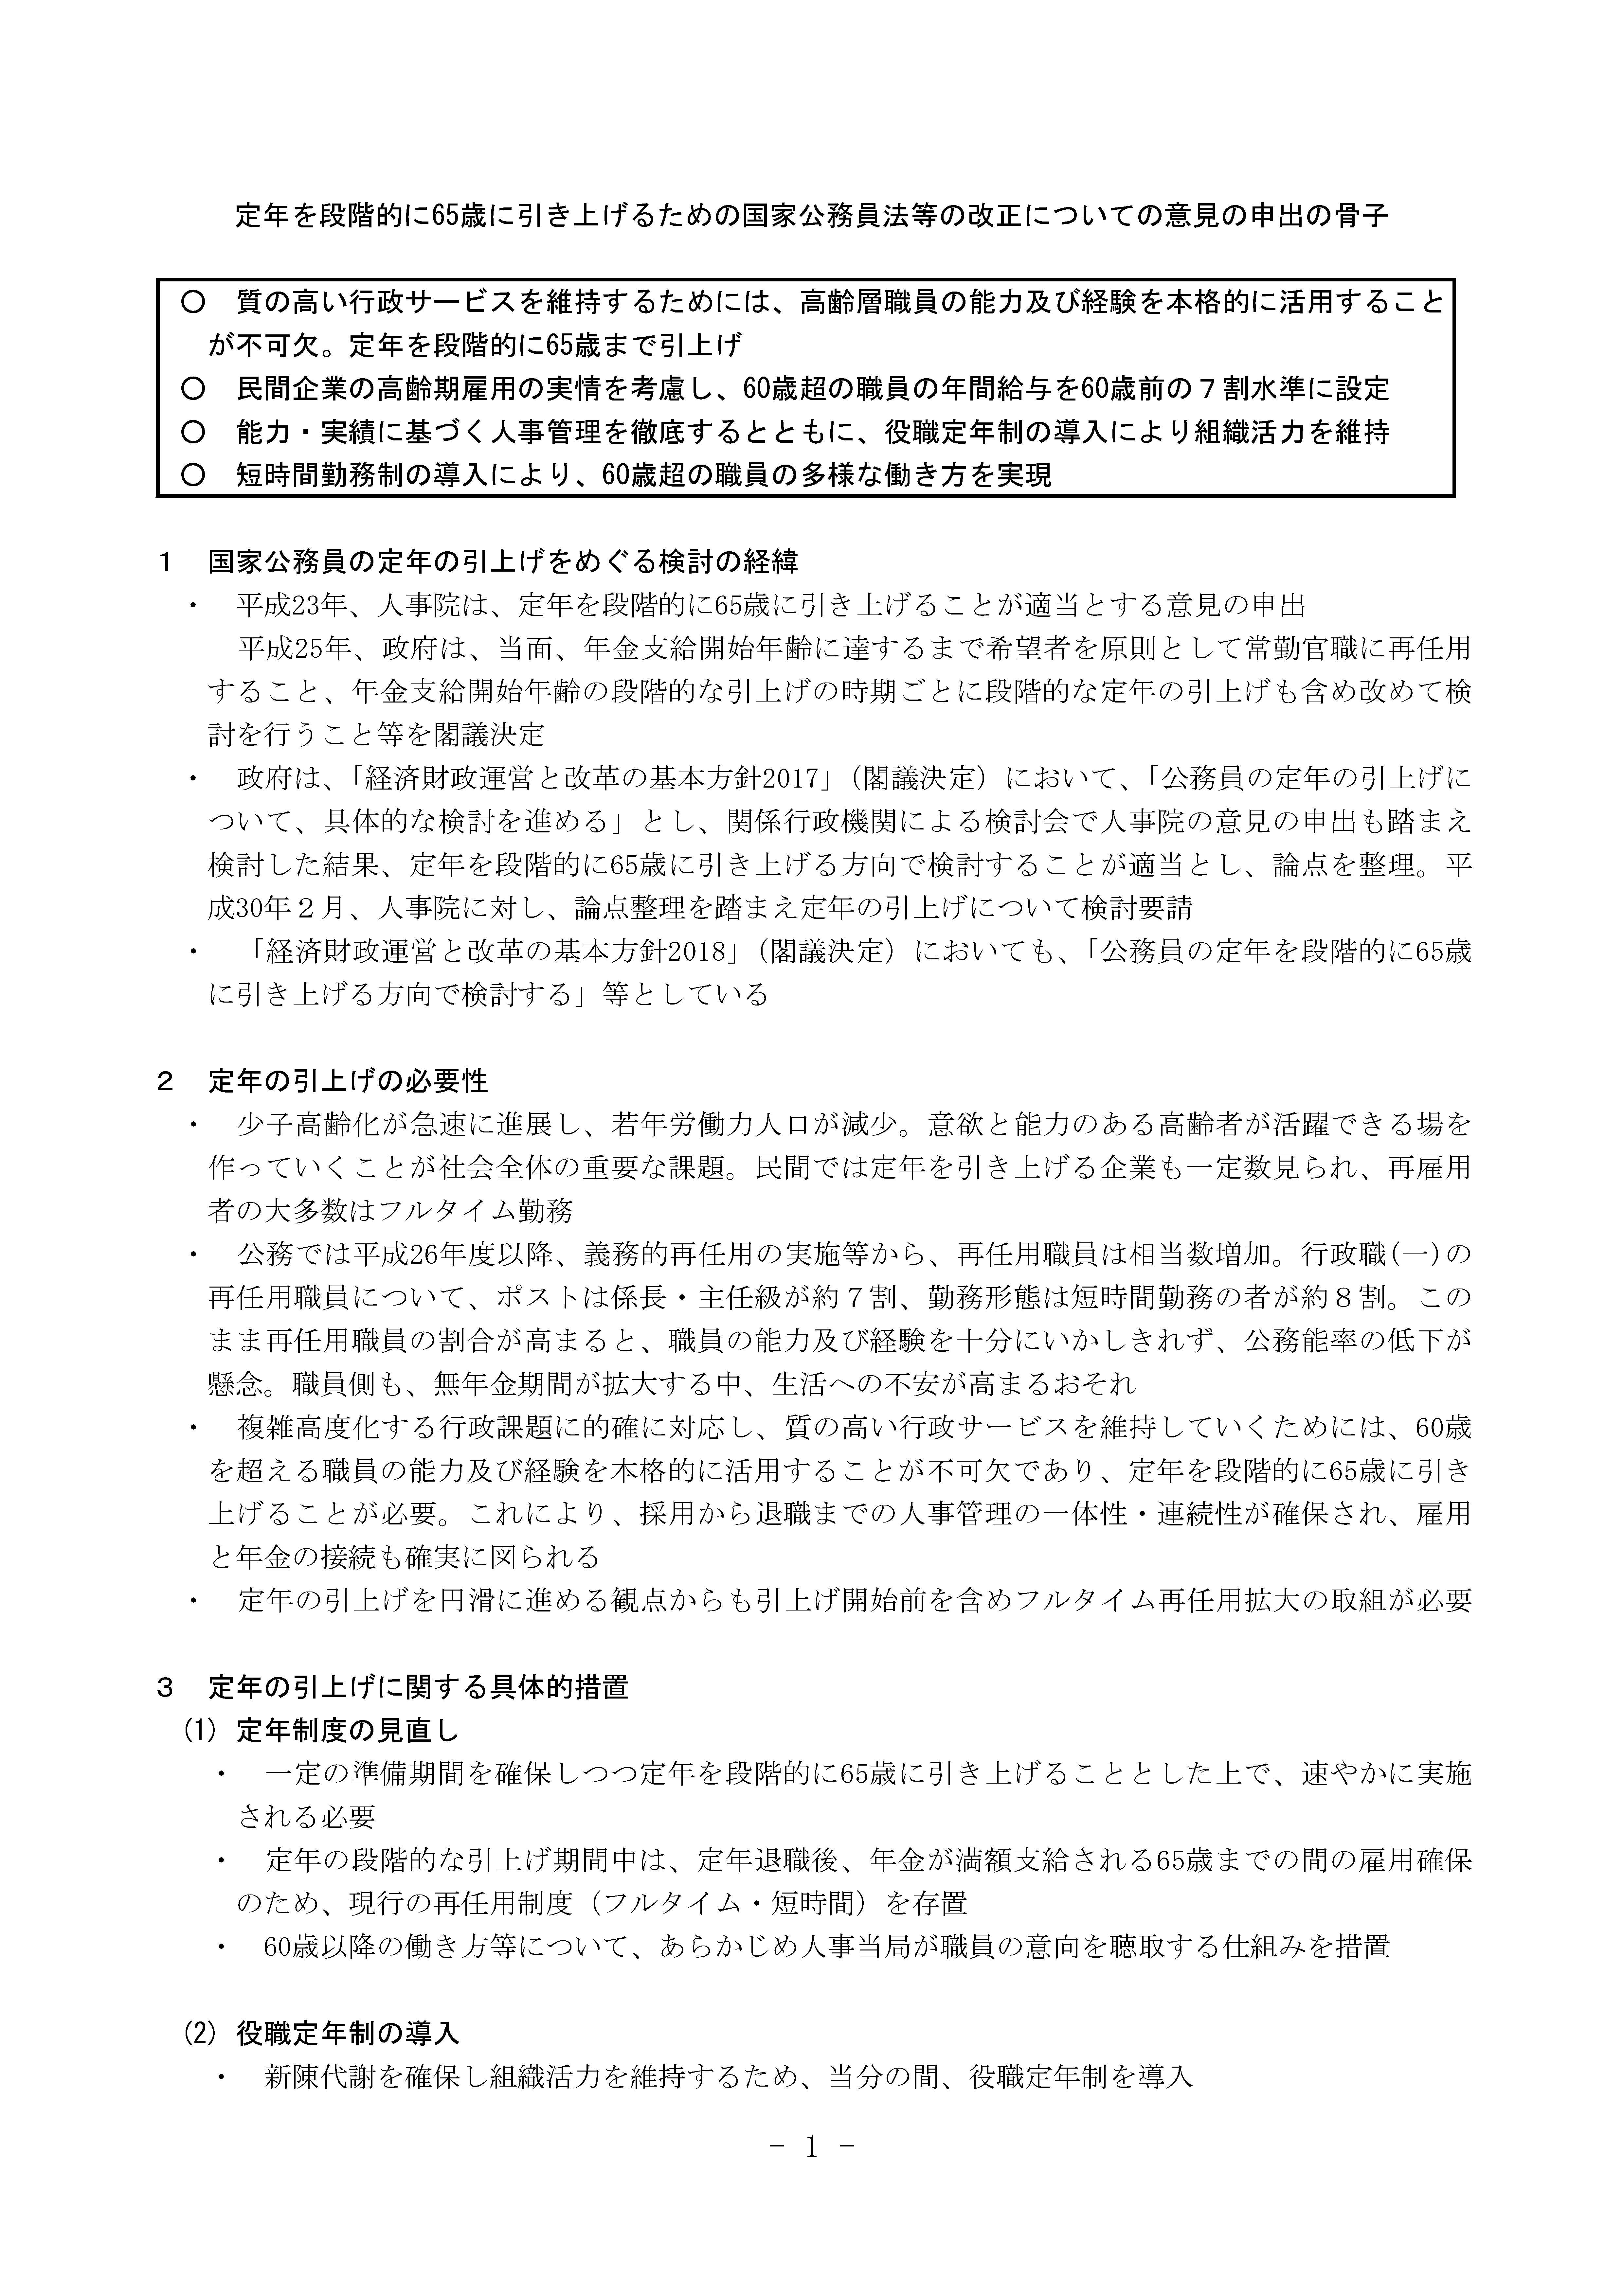 定年を段階的に65歳に引き上げるための国家公務員法等の改正についての意見の申出の骨子
○　質の高い行政サービスを維持するためには、高齢層職員の能力及び経験を本格的に活用すること
が不可欠。定年を段階的に65歳まで引上げ
○　民間企業の高齢期雇用の実情を考慮し、60歳超の職員の年間給与を60歳前の７割水準に設定
○　能力・実績に基づく人事管理を徹底するとともに、役職定年制の導入により組織活力を維持
○　短時間勤務制の導入により、60歳超の職員の多様な働き方を実現
１　国家公務員の定年の引上げをめぐる検討の経緯
・　平成23年、人事院は、定年を段階的に65歳に引き上げることが適当とする意見の申出
平成25年、政府は、当面、年金支給開始年齢に達するまで希望者を原則として常勤官職に再任用
すること、年金支給開始年齢の段階的な引上げの時期ごとに段階的な定年の引上げも含め改めて検
討を行うこと等を閣議決定
・　政府は、「経済財政運営と改革の基本方針2017」（閣議決定）において、「公務員の定年の引上げに
ついて、具体的な検討を進める」とし、関係行政機関による検討会で人事院の意見の申出も踏まえ
検討した結果、定年を段階的に65歳に引き上げる方向で検討することが適当とし、論点を整理。平
成30年２月、人事院に対し、論点整理を踏まえ定年の引上げについて検討要請
・　「経済財政運営と改革の基本方針2018」（閣議決定）においても、「公務員の定年を段階的に65歳
に引き上げる方向で検討する」等としている
２　定年の引上げの必要性
・　少子高齢化が急速に進展し、若年労働力人口が減少。意欲と能力のある高齢者が活躍できる場を
作っていくことが社会全体の重要な課題。民間では定年を引き上げる企業も一定数見られ、再雇用
者の大多数はフルタイム勤務
・　公務では平成26年度以降、義務的再任用の実施等から、再任用職員は相当数増加。行政職(一)の
再任用職員について、ポストは係長・主任級が約７割、勤務形態は短時間勤務の者が約８割。この
まま再任用職員の割合が高まると、職員の能力及び経験を十分にいかしきれず、公務能率の低下が
懸念。職員側も、無年金期間が拡大する中、生活への不安が高まるおそれ
・　複雑高度化する行政課題に的確に対応し、質の高い行政サービスを維持していくためには、60歳
を超える職員の能力及び経験を本格的に活用することが不可欠であり、定年を段階的に65歳に引き
上げることが必要。これにより、採用から退職までの人事管理の一体性・連続性が確保され、雇用
と年金の接続も確実に図られる
・　定年の引上げを円滑に進める観点からも引上げ開始前を含めフルタイム再任用拡大の取組が必要
３　定年の引上げに関する具体的措置
(1)　定年制度の見直し
・　一定の準備期間を確保しつつ定年を段階的に65歳に引き上げることとした上で、速やかに実施
される必要
・　定年の段階的な引上げ期間中は、定年退職後、年金が満額支給される65歳までの間の雇用確保
のため、現行の再任用制度（フルタイム・短時間）を存置
・　60歳以降の働き方等について、あらかじめ人事当局が職員の意向を聴取する仕組みを措置
(2)　役職定年制の導入
・　新陳代謝を確保し組織活力を維持するため、当分の間、役職定年制を導入
- 1 -